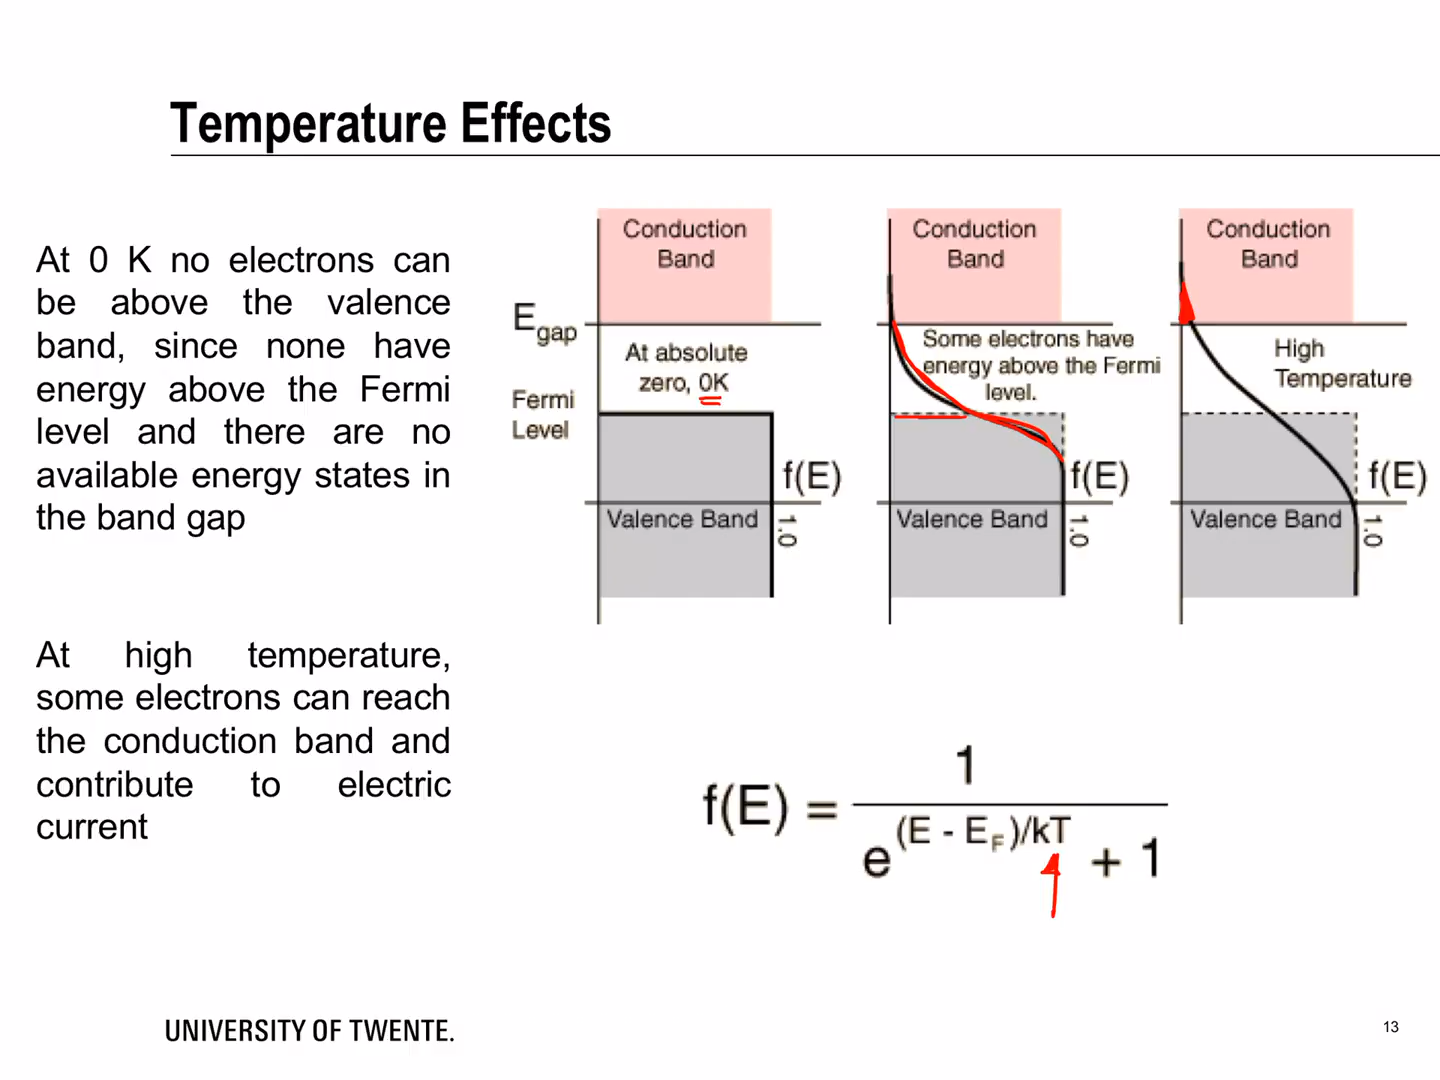 Temperature Effects
At 0 K no electrons can
be above the valence
band, since none have
energy above the Fermi
level and there are no
available energy states in
the band gap
At high temperature,
some electrons can reach
the conduction band and
contribute to electric
current
Conduction
Band
E gap
At absolute
zero, 0K
Fermi
Level
f(E)
Valence Band
1.0
Conduction
Band
Some electrons have
energy above the Fermi
level.
f(E)
Valence Band
1.0
Conduction
Band
High
Temperature
f(E)
Valence Band
1.0
f(E) = 1 / e^(E - E_F)/kT + 1
UNIVERSITY OF TWENTE.
13